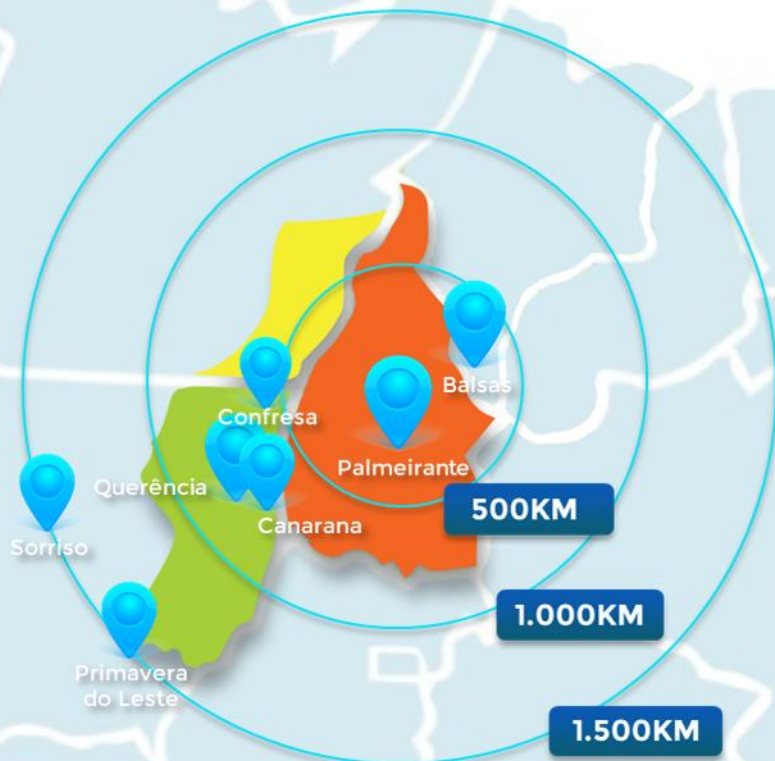 Balsas
Confresa
Palmeirante
Querência
500KM
Canarana
Sorriso
1.000KM
Primavera
do Leste
1.500KM